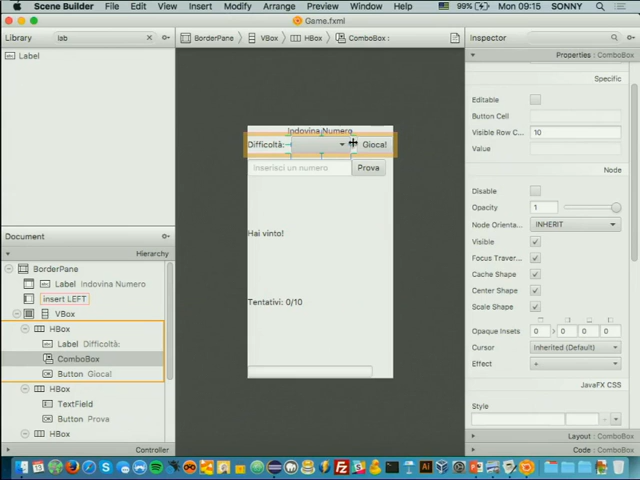 Scene Builder File Edit View Insert Modify Arrange Preview Window Help 99% Mon 09:15 SONNY
Game.fxml
Library lab
BorderPane VBox HBox ComboBox :
Inspector
Label
Properties : ComboBox
Specific
Editable
Button Cell
Visible Row C... 10
Value
Node
Disable
Opacity 1
Node Orienta... INHERIT
Visible
Focus Traver...
Cache Shape
Center Shape
Scale Shape
Opaque Insets 0 0 0 0
Cursor Inherited (Default)
Effect +
JavaFX CSS
Style
Layout : ComboBox
Code : ComboBox
Indovina Numero
Difficoltà: Gioca!
Inserisci un numero Prova
Hai vinto!
Tentativi: 0/10
Document
Hierarchy
BorderPane
Label Indovina Numero
insert LEFT
VBox
HBox
Label Difficoltà:
ComboBox
Button Gioca!
HBox
TextField
Button Prova
HBox
Controller